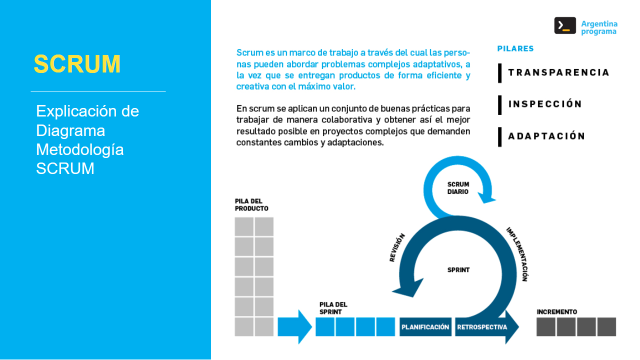 SCRUM
Explicación de
Diagrama
Metodología
SCRUM
Argentina
programa
Scrum es un marco de trabajo a través del cual las perso-
nas pueden abordar problemas complejos adaptativos, a
la vez que se entregan productos de forma eficiente y
creativa con el máximo valor.
En scrum se aplican un conjunto de buenas prácticas para
trabajar de manera colaborativa y obtener así el mejor
resultado posible en proyectos complejos que demanden
constantes cambios y adaptaciones.
PILARES
TRANSPARENCIA
INSPECCIÓN
ADAPTACIÓN
SCRUM
DIARIO
PILA DEL
PRODUCTO
REVISIÓN
IMPLEMENTACIÓN
SPRINT
PILA DEL
SPRINT
PLANIFICACIÓN
RETROSPECTIVA
INCREMENTO